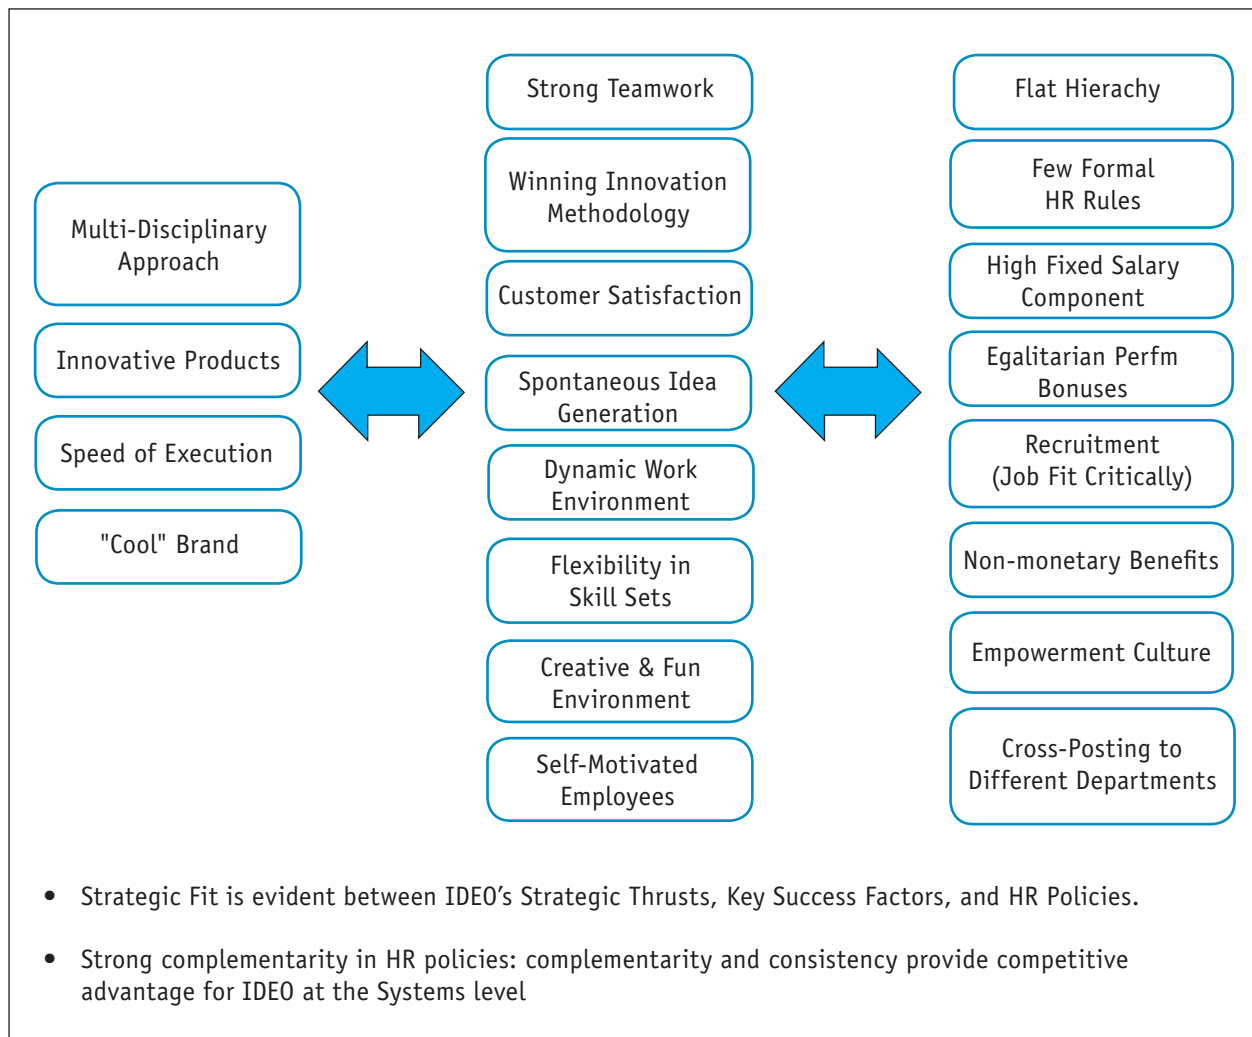 Multi-Disciplinary
Approach
Innovative Products
Speed of Execution
"Cool" Brand
Strong Teamwork
Winning Innovation
Methodology
Customer Satisfaction
Spontaneous Idea
Generation
Dynamic Work
Environment
Flexibility in
Skill Sets
Creative & Fun
Environment
Self-Motivated
Employees
Flat Hierachy
Few Formal
HR Rules
High Fixed Salary
Component
Egalitarian Perfm
Bonuses
Recruitment
(Job Fit Critically)
Non-monetary Benefits
Empowerment Culture
Cross-Posting to
Different Departments
• Strategic Fit is evident between IDEO’s Strategic Thrusts, Key Success Factors, and HR Policies.
• Strong complementarity in HR policies: complementarity and consistency provide competitive
advantage for IDEO at the Systems level